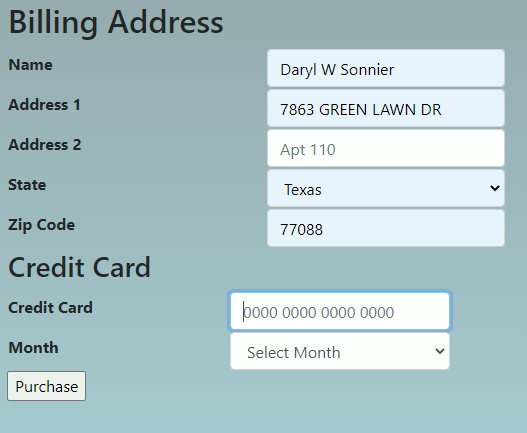 Billing Address
Name Daryl W Sonnier
Address 1 7863 GREEN LAWN DR
Address 2 Apt 110
State Texas
Zip Code 77088
Credit Card
Credit Card 0000 0000 0000 0000
Month Select Month
Purchase